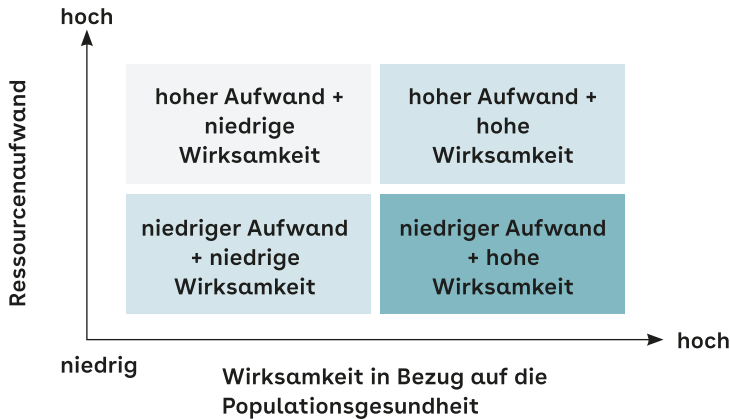 hoch
Ressourcenaufwand
hoher Aufwand +
niedrige
Wirksamkeit
hoher Aufwand +
hohe
Wirksamkeit
niedriger Aufwand
+ niedrige
Wirksamkeit
niedriger Aufwand
+ hohe
Wirksamkeit
hoch
niedrig
Wirksamkeit in Bezug auf die
Populationsgesundheit